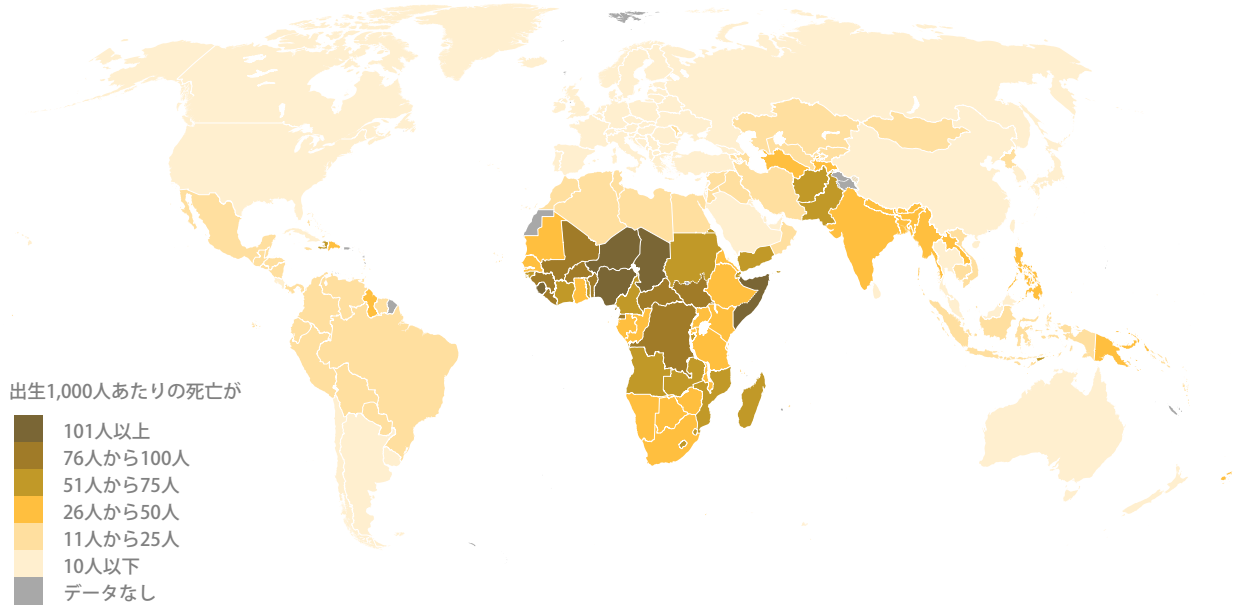 出生1,000人あたりの死亡が
101人以上
76人から100人
51人から75人
26人から50人
11人から25人
10人以下
データなし